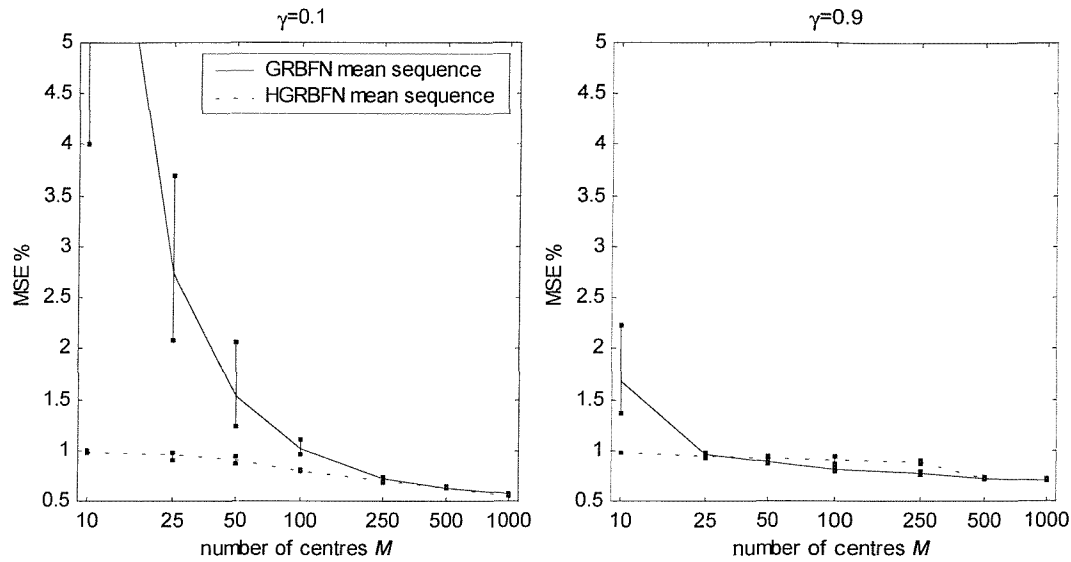 γ=0.1
5
4.5
4
3.5
3
2.5
2
1.5
1
0.5
MSE %
10 25 50 100 250 500 1000
number of centres M
GRBFN mean sequence
HGRBFN mean sequence
γ=0.9
5
4.5
4
3.5
3
2.5
2
1.5
1
0.5
MSE %
10 25 50 100 250 500 1000
number of centres M